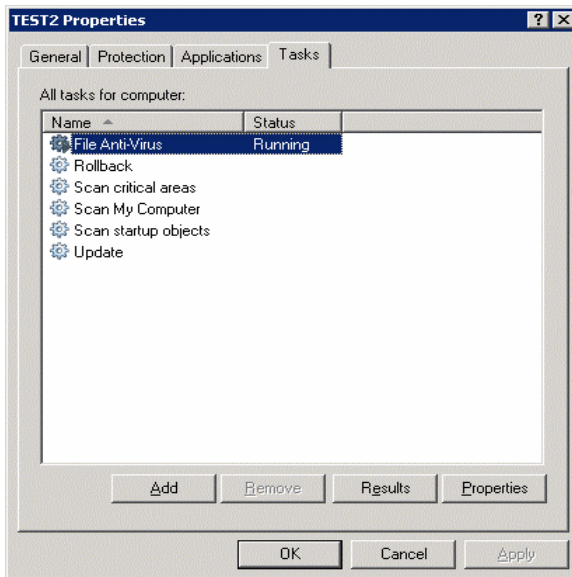 TEST2 Properties
General Protection Applications Tasks
All tasks for computer:
Name Status
File Anti-Virus Running
Rollback
Scan critical areas
Scan My Computer
Scan startup objects
Update
Add Remove Results Properties
OK Cancel Apply